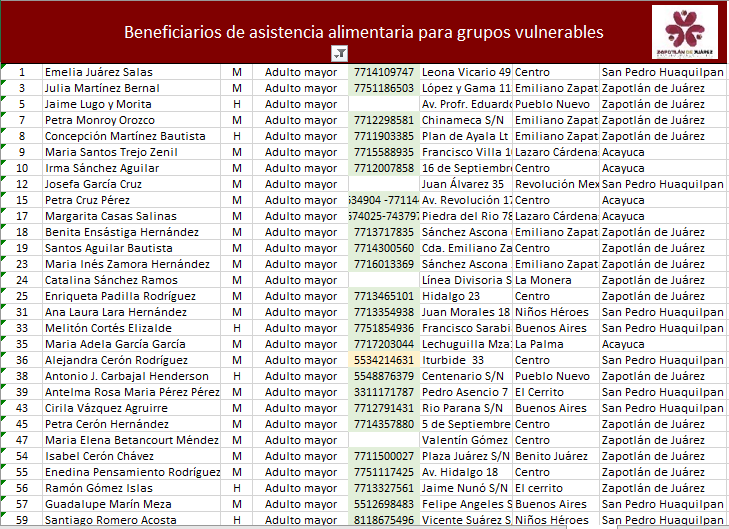 Beneficiarios de asistencia alimentaria para grupos vulnerables
ZAPOTLÁN DE JUÁREZ
1 Emelia Juárez Salas M Adulto mayor 7714109747 Leona Vicario 49 Centro San Pedro Huaquilpan
3 Julia Martínez Bernal M Adulto mayor 7751186503 López y Gama 11 Emiliano Zapat Zapotlán de Juárez
5 Jaime Lugo y Morita H Adulto mayor Av. Profr. Eduardo Pueblo Nuevo Zapotlán de Juárez
7 Petra Monroy Orozco M Adulto mayor 7712298581 Chinameca S/N Emiliano Zapat Zapotlán de Juárez
8 Concepción Martínez Bautista H Adulto mayor 7711903385 Plan de Ayala Lt Emiliano Zapat Zapotlán de Juárez
9 Maria Santos Trejo Zenil M Adulto mayor 7715588935 Francisco Villa 1 Lazaro Cárdena Acayuca
10 Irma Sánchez Aguilar M Adulto mayor 7712007858 16 de Septiembre Centro Acayuca
12 Josefa García Cruz M Adulto mayor Juan Álvarez 35 Revolución Mex San Pedro Huaquilpan
15 Petra Cruz Pérez M Adulto mayor 534904 -77114 Av. Revolución 17 Centro Acayuca
17 Margarita Casas Salinas M Adulto mayor 574025-743797 Piedra del Rio 78 Lazaro Cárdena Acayuca
18 Benita Ensástiga Hernández M Adulto mayor 7713717835 Sánchez Ascona Emiliano Zapat Zapotlán de Juárez
19 Santos Aguilar Bautista M Adulto mayor 7714300560 Cda. Emiliano Za Centro Zapotlán de Juárez
23 Maria Inés Zamora Hernández M Adulto mayor 7716013369 Sánchez Ascona Emiliano Zapat Zapotlán de Juárez
24 Catalina Sánchez Ramos M Adulto mayor Línea Divisoria S La Monera Zapotlán de Juárez
25 Enriqueta Padilla Rodríguez M Adulto mayor 7713465101 Hidalgo 23 Centro Zapotlán de Juárez
31 Ana Laura Lara Hernández M Adulto mayor 7713354938 Juan Morales 18 Niños Héroes San Pedro Huaquilpan
33 Melitón Cortés Elizalde H Adulto mayor 7751854936 Francisco Sarabi Buenos Aires San Pedro Huaquilpan
35 Maria Adela García García M Adulto mayor 7717203044 Lechuguilla Mza La Palma Acayuca
36 Alejandra Cerón Rodríguez M Adulto mayor 5534214631 Iturbide 33 Centro San Pedro Huaquilpan
38 Antonio J. Carbajal Henderson H Adulto mayor 5548876379 Centenario S/N Pueblo Nuevo Zapotlán de Juárez
39 Antelma Rosa Maria Pérez Pérez M Adulto mayor 3311171787 Pedro Asencio 7 El Cerrito San Pedro Huaquilpan
43 Cirila Vázquez Agruirre M Adulto mayor 7712791431 Rio Parana S/N Buenos Aires San Pedro Huaquilpan
45 Petra Cerón Hernández M Adulto mayor 7714357880 5 de Septiembre Centro Zapotlán de Juárez
47 Maria Elena Betancourt Méndez M Adulto mayor Valentín Gómez Centro Zapotlán de Juárez
54 Isabel Cerón Chávez M Adulto mayor 7711500027 Plaza Juárez S/N Benito Juárez Zapotlán de Juárez
55 Enedina Pensamiento Rodríguez M Adulto mayor 7751117425 Av. Hidalgo 18 Centro Zapotlán de Juárez
56 Ramón Gómez Islas H Adulto mayor 7713327561 Jaime Nunó S/N El cerrito Zapotlán de Juárez
57 Guadalupe Marín Meza M Adulto mayor 5512698483 Felipe Angeles S Buenos Aires San Pedro Huaquilpan
59 Santiago Romero Acosta H Adulto mayor 8118675496 Vicente Suárez S Niños Héroes San Pedro Huaquilpan